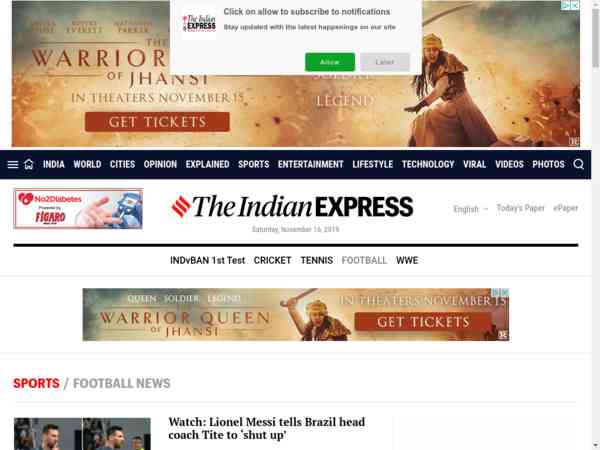 RUPERT NATHANIEL
EVERETT PARKER
THE
WARRIOR
OF JHANSI
IN THEATERS NOVEMBER 15
GET TICKETS
SOLDIER
LEGEND
The Indian
EXPRESS
Click on allow to subscribe to notifications
Stay updated with the latest happenings on our site
Allow
Later
INDIA WORLD CITIES OPINION EXPLAINED SPORTS ENTERTAINMENT LIFESTYLE TECHNOLOGY VIRAL VIDEOS PHOTOS
No2Diabetes
Powered by
FIGARO
The Indian EXPRESS
Saturday, November 16, 2019
English
Today's Paper
ePaper
INDvBAN 1st Test CRICKET TENNIS FOOTBALL WWE
QUEEN SOLDIER LEGEND
WARRIOR QUEEN
OF JHANSI
IN THEATERS NOVEMBER 15
GET TICKETS
SPORTS / FOOTBALL NEWS
Watch: Lionel Messi tells Brazil head
coach Tite to ‘shut up’